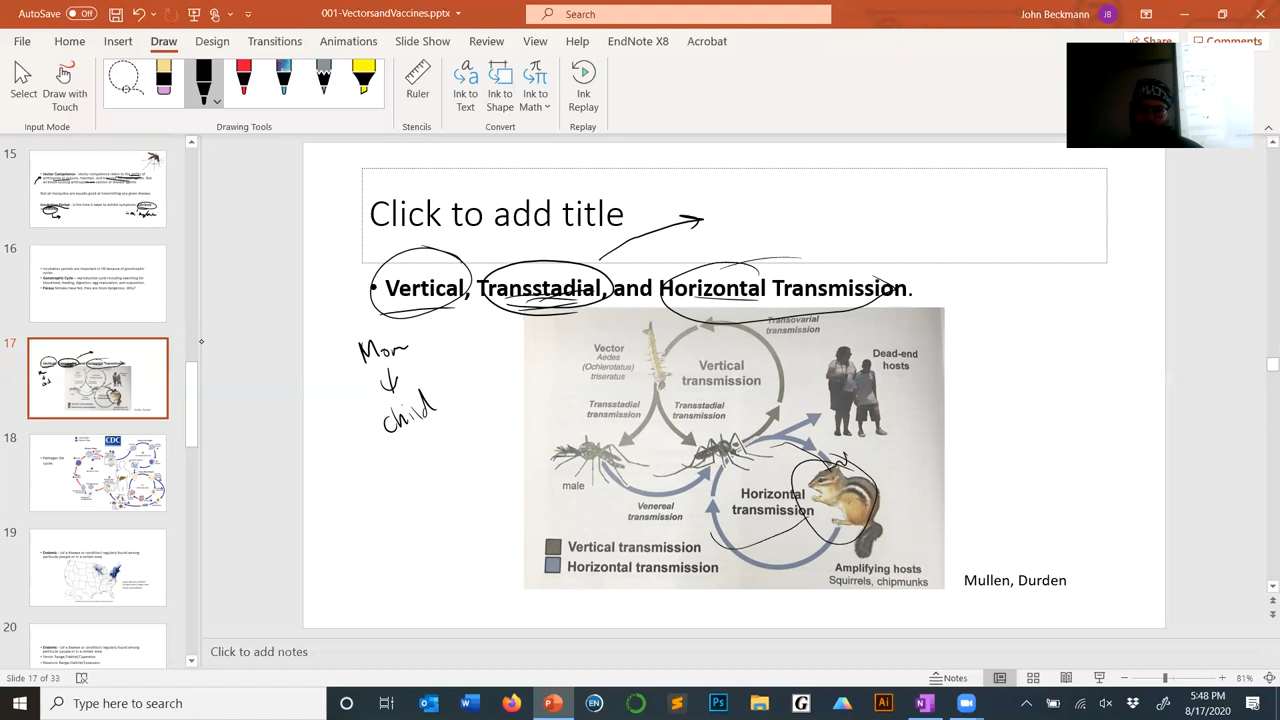 AutoSave Off
001-VectorsandPathogens
Search
John Beckmann JB
File Home Insert Draw Design Transitions Animations Slide Show Review View Help EndNote X8 Acrobat
Share Comments
Select
Draw with Touch
Ruler
Ink to Text
Ink to Shape
Ink to Math
Ink Replay
Input Mode Drawing Tools Stencils Convert Replay
15
16
17
18
19
20
Click to add title
• Vertical, Transstadial, and Horizontal Transmission.
Mom
child
Transovarial
transmission
Vector
Aedes
(Ochlerotatus)
triseratus
Vertical
transmission
Dead-end
hosts
Transstadial
transmission
Transstadial
transmission
male
Venereal
transmission
Horizontal
transmission
Vertical transmission
Horizontal transmission
Amplifying hosts
Squirrels, chipmunks
Mullen, Durden
Click to add notes
Slide 17 of 33
Notes
81%
Type here to search
5:48 PM
8/17/2020